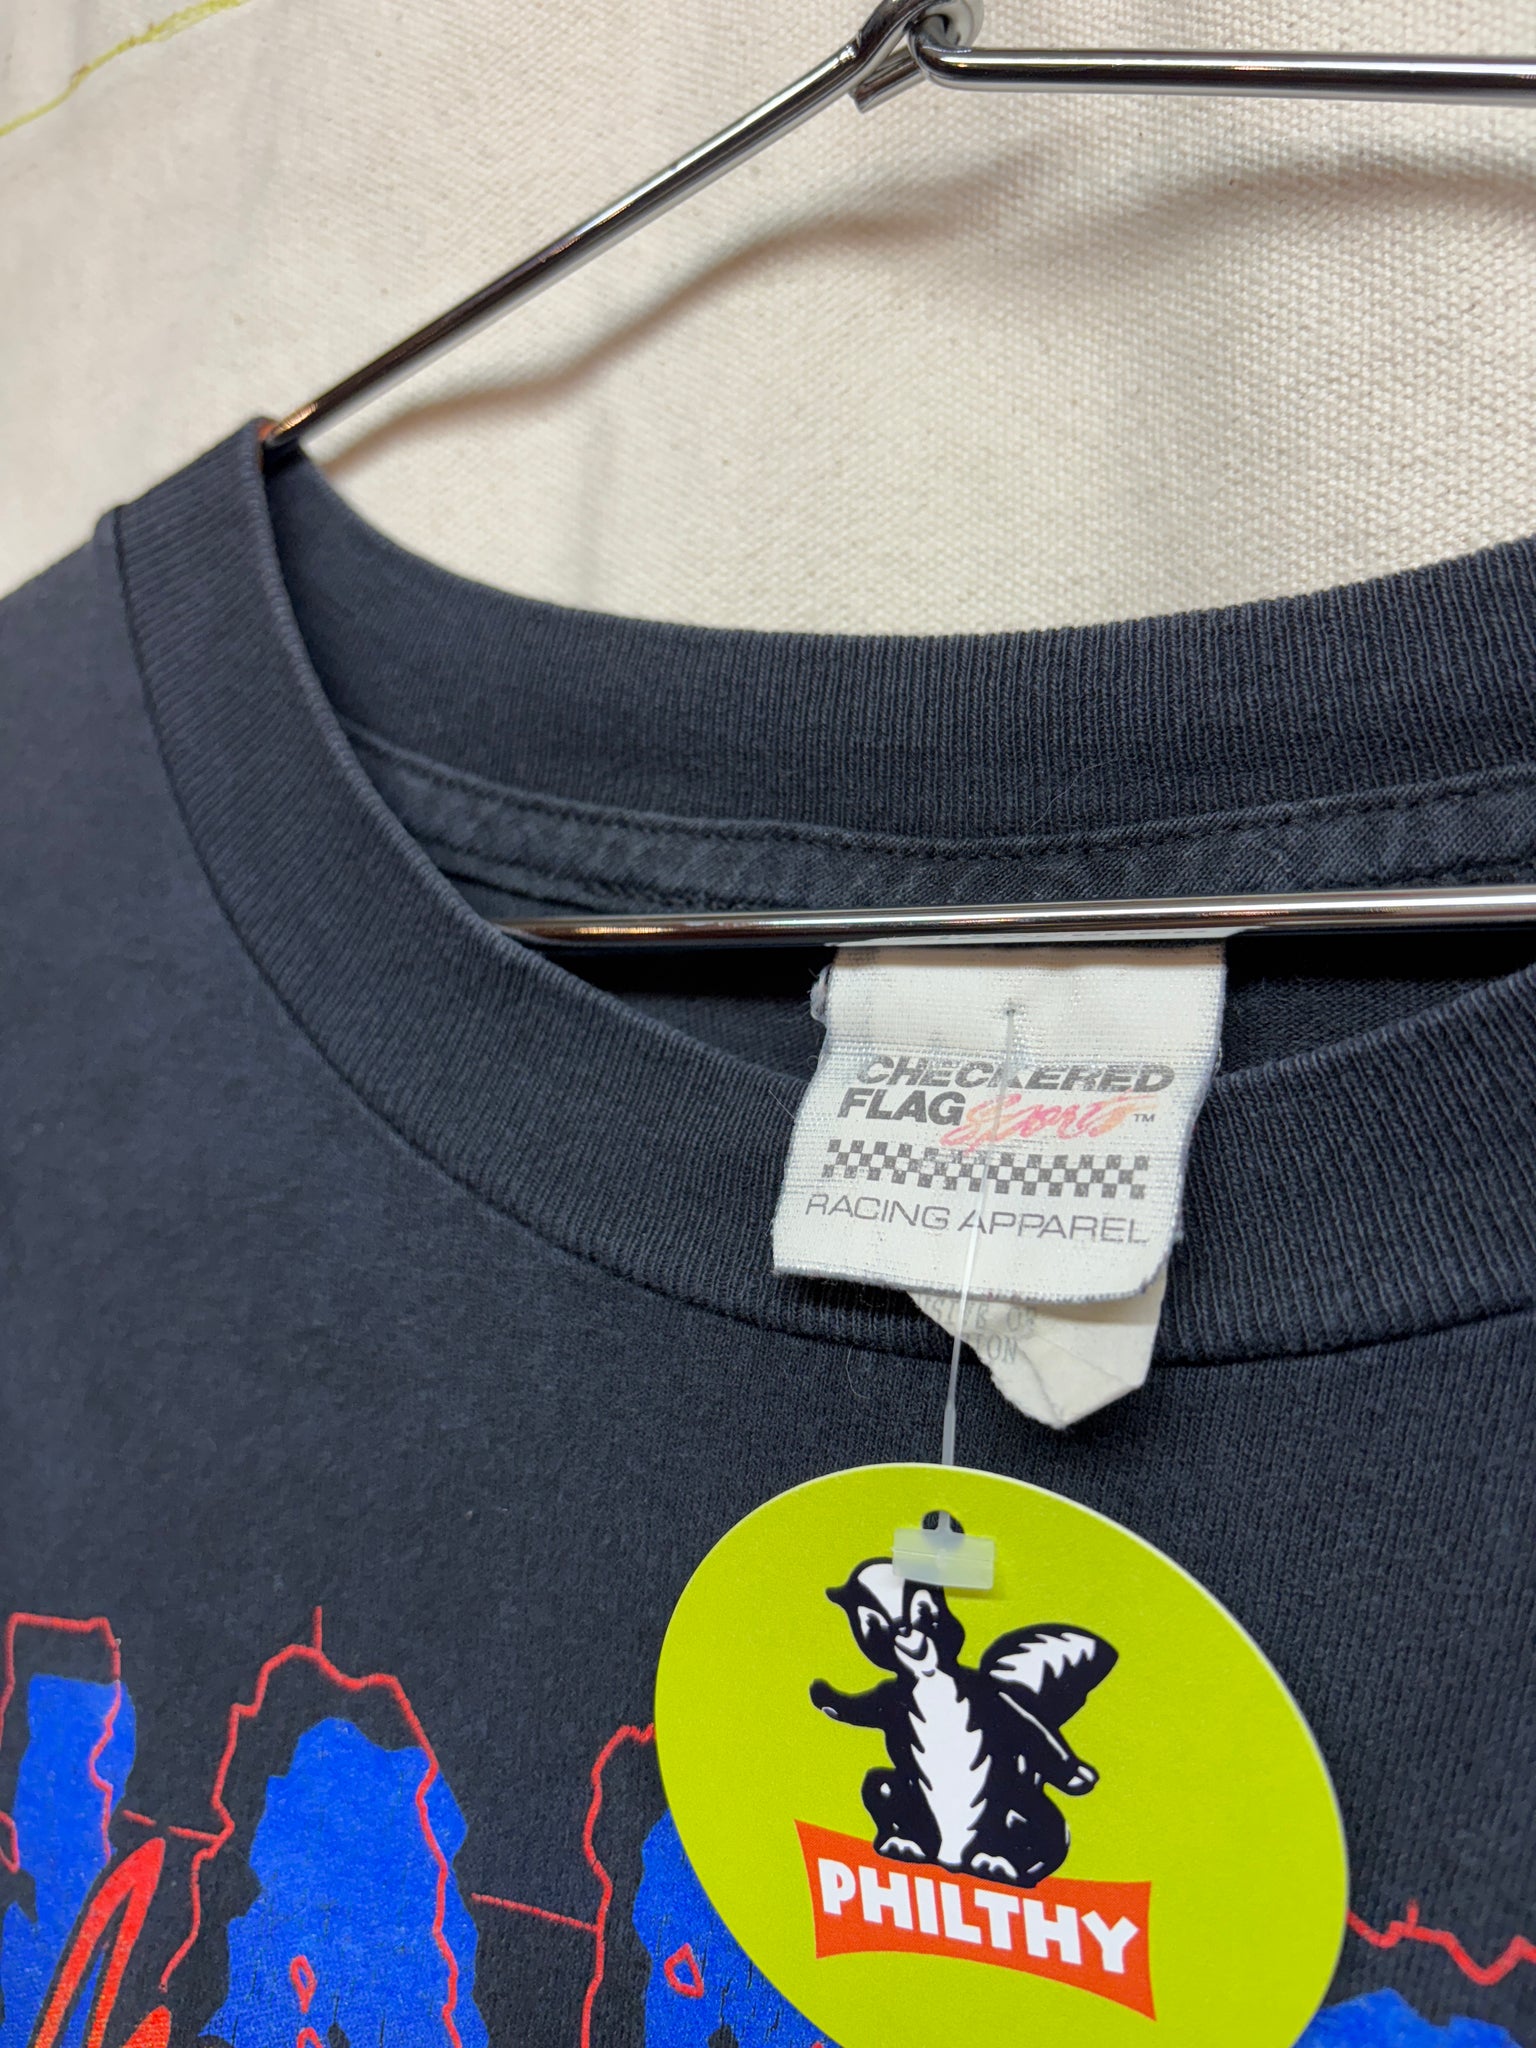 CHECKERED
FLAG Sports™
RACING APPAREL
PHILTHY